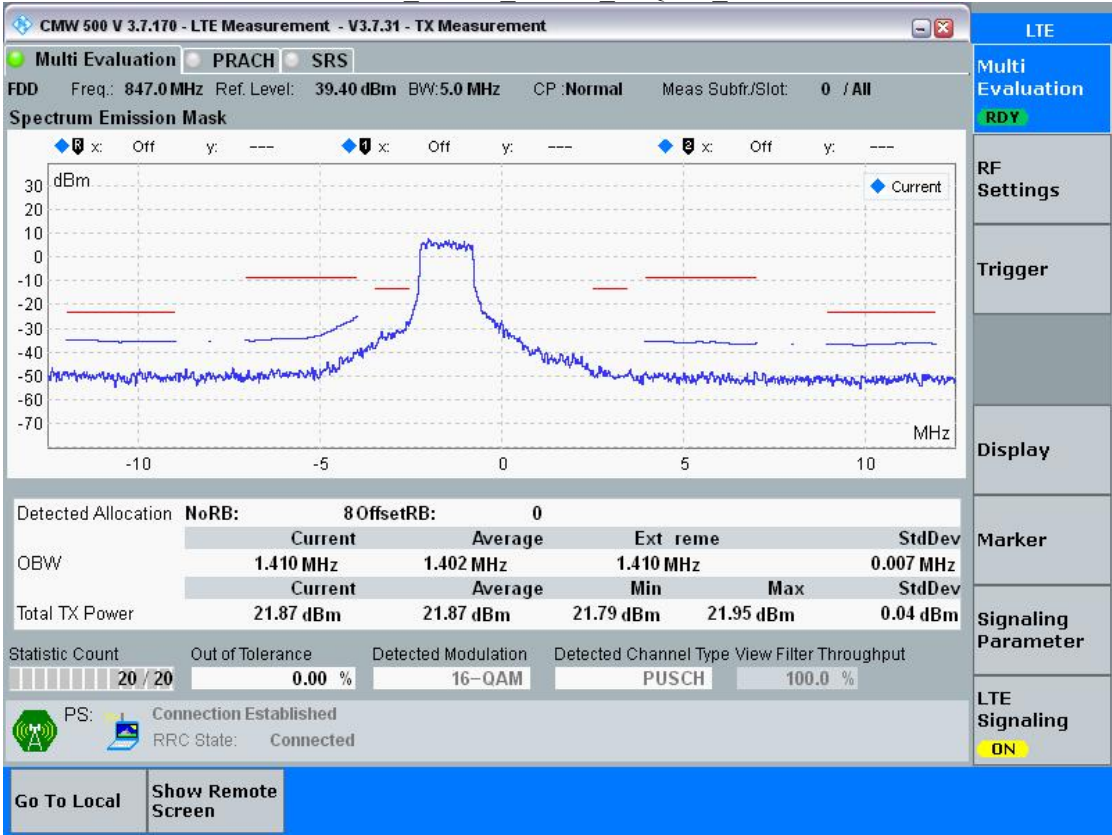 CMW 500 V 3.7.170 - LTE Measurement - V3.7.31 - TX Measurement
LTE
Multi Evaluation PRACH SRS
Multi
Evaluation
RDY
FDD Freq.: 847.0 MHz Ref. Level: 39.40 dBm BW:5.0 MHz CP :Normal Meas Subfr./Slot: 0 / All
Spectrum Emission Mask
R x: Off y: --- 1 x: Off y: --- 2 x: Off y: ---
RF
Settings
dBm
Current
30
20
10
0
-10
-20
-30
-40
-50
-60
-70
MHz
-10 -5 0 5 10
Trigger
Display
Detected Allocation NoRB: 8 OffsetRB: 0
Current Average Ext reme StdDev
OBW 1.410 MHz 1.402 MHz 1.410 MHz 0.007 MHz
Current Average Min Max StdDev
Total TX Power 21.87 dBm 21.87 dBm 21.79 dBm 21.95 dBm 0.04 dBm
Marker
Signaling
Parameter
Statistic Count Out of Tolerance Detected Modulation Detected Channel Type View Filter Throughput
20 / 20 0.00 % 16-QAM PUSCH 100.0 %
PS: Connection Established
RRC State: Connected
LTE
Signaling
ON
Go To Local
Show Remote
Screen